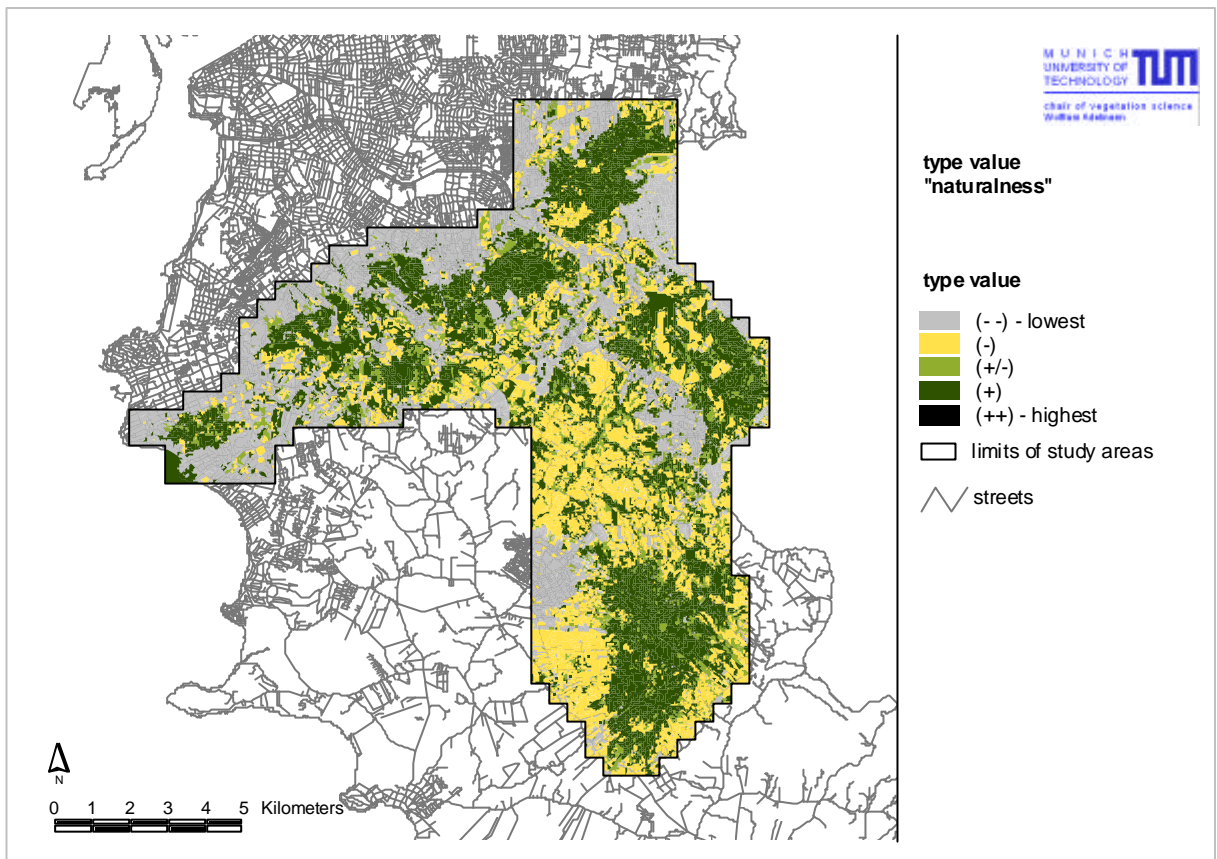 MUNICH
UNIVERSITY OF
TECHNOLOGY
TUM
chair of vegetation science
type value
"naturalness"
type value
(- -) - lowest
(-)
(+/-)
(+)
(++) - highest
limits of study areas
streets
N
0 1 2 3 4 5 Kilometers